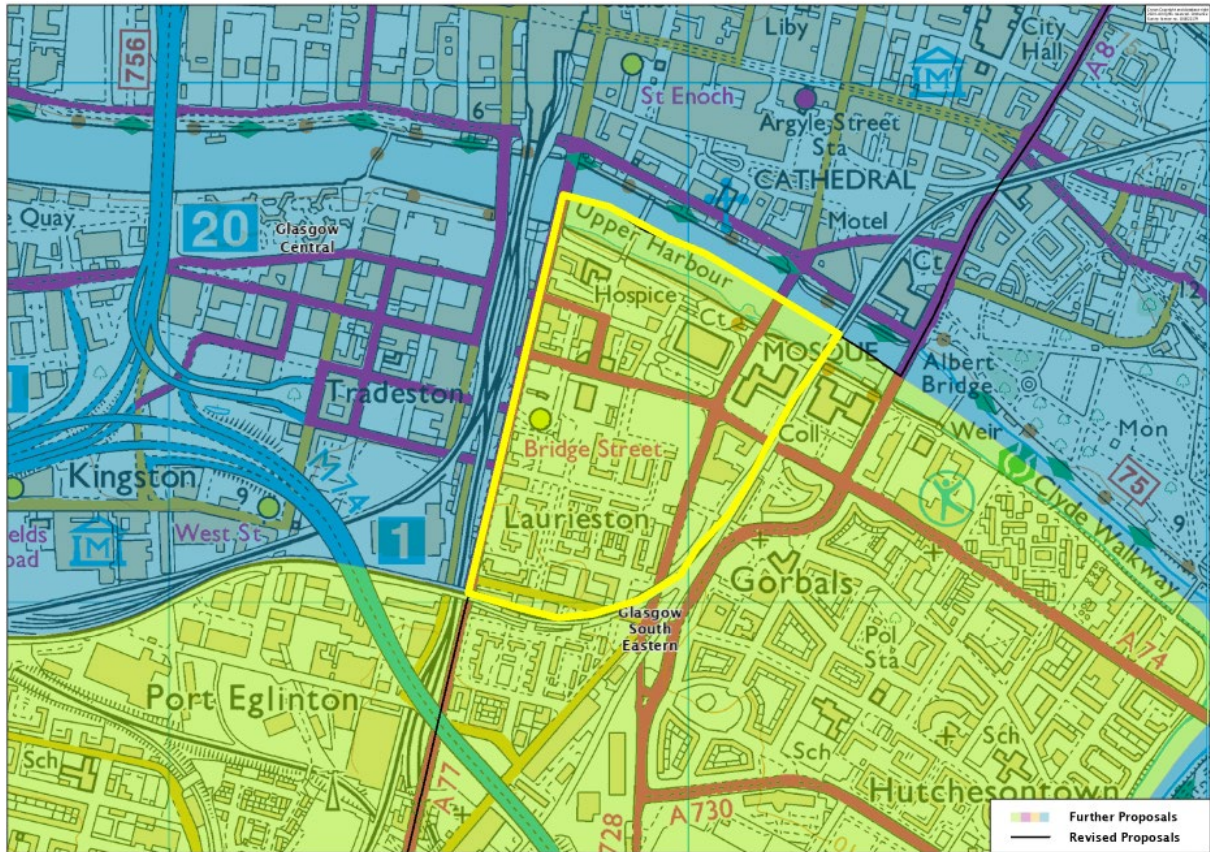 756
Liby
City
Hall
A8
15
M
6
St Enoch
Argyle Street
Sta
CATHEDRAL
Motel
e Quay
20
Glasgow
Central
Upper Harbour
Hospice
Ct
Ct
12
MOSQUE
Albert
Bridge
Tradeston
Weir
Mon
Coll
Bridge Street
75
Kingston
M74
9
Clyde Walkway
9
elds
oad
M
West St
1
Laurieston
Gorbals
Glasgow
South
Eastern
Pol
Sta
A 74
Port Eglinton
Sch
Sch
Sch
Hutchesontown
A 77
728
A 730
Further Proposals
Revised Proposals